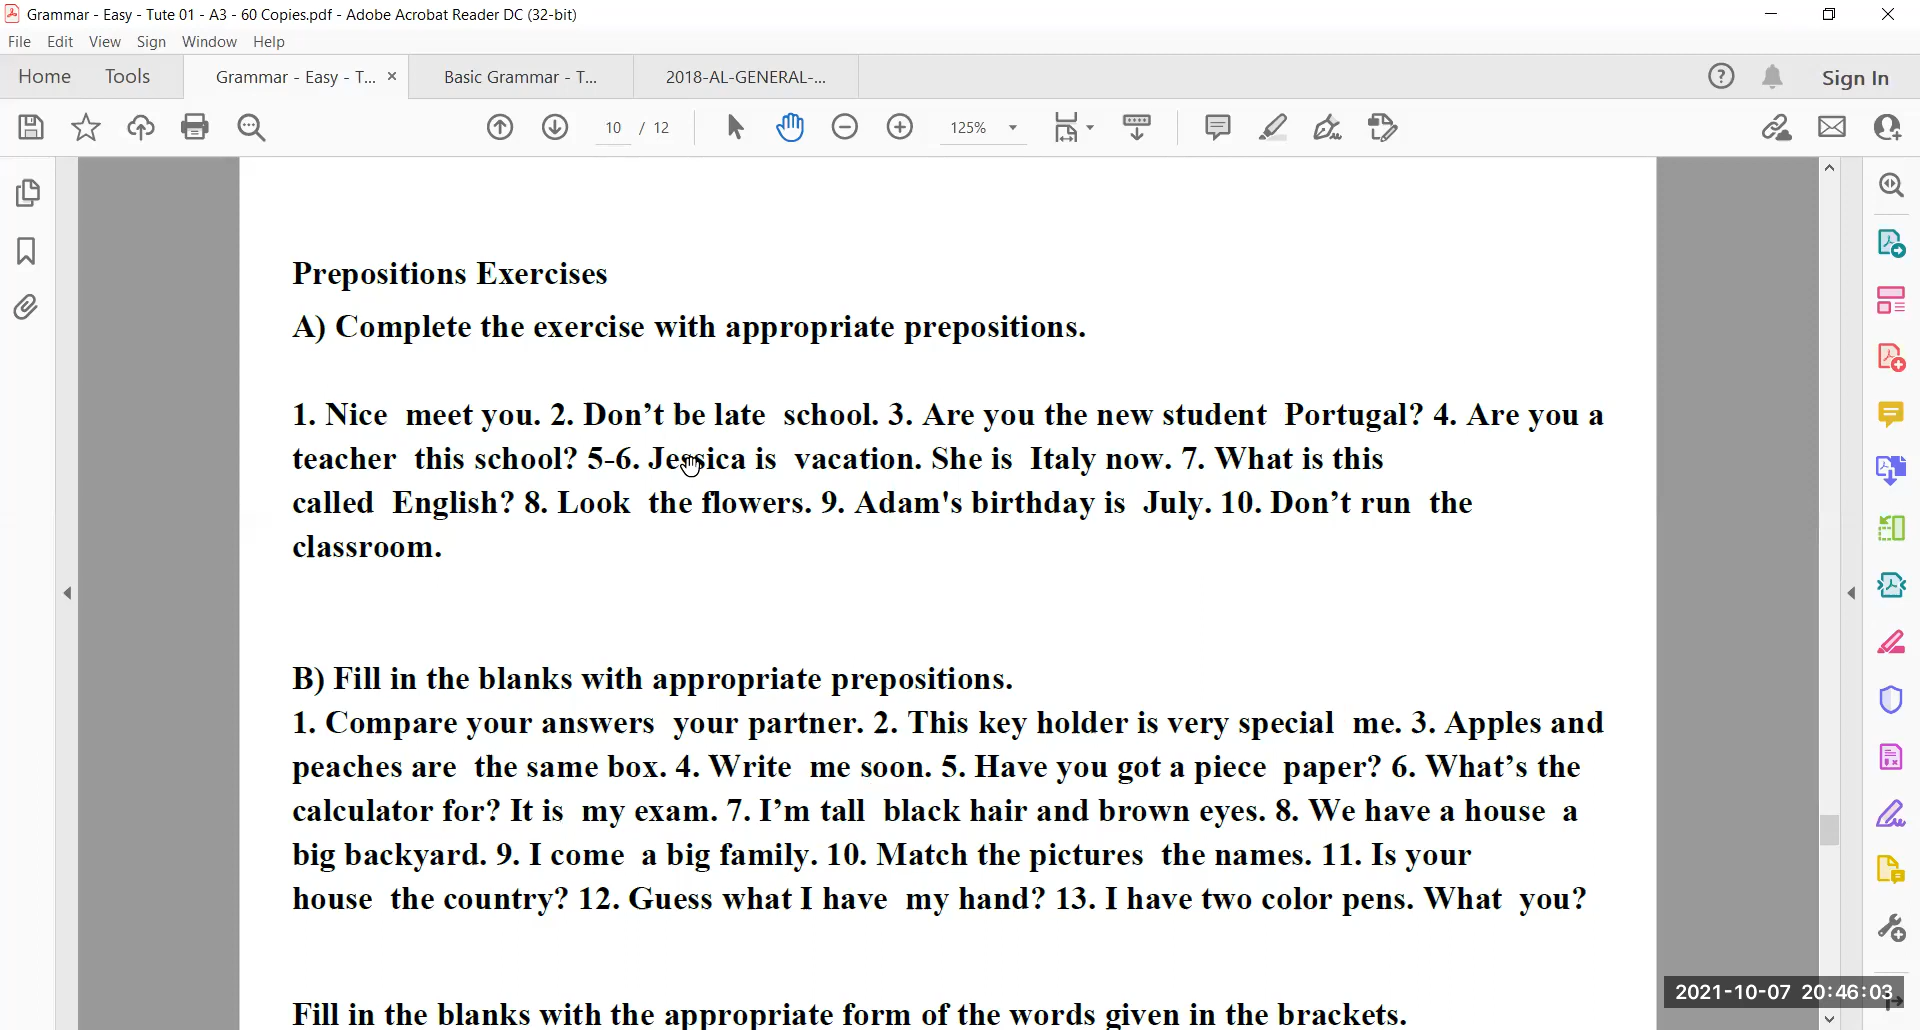 Grammar - Easy - Tute 01 - A3 - 60 Copies.pdf - Adobe Acrobat Reader DC (32-bit)
File Edit View Sign Window Help
Home Tools Grammar - Easy - T... × Basic Grammar - T... 2018-AL-GENERAL-... Sign In
10 / 12 125%
Prepositions Exercises
A) Complete the exercise with appropriate prepositions.
1. Nice meet you. 2. Don’t be late school. 3. Are you the new student Portugal? 4. Are you a
teacher this school? 5-6. Jessica is vacation. She is Italy now. 7. What is this
called English? 8. Look the flowers. 9. Adam's birthday is July. 10. Don’t run the
classroom.
B) Fill in the blanks with appropriate prepositions.
1. Compare your answers your partner. 2. This key holder is very special me. 3. Apples and
peaches are the same box. 4. Write me soon. 5. Have you got a piece paper? 6. What’s the
calculator for? It is my exam. 7. I’m tall black hair and brown eyes. 8. We have a house a
big backyard. 9. I come a big family. 10. Match the pictures the names. 11. Is your
house the country? 12. Guess what I have my hand? 13. I have two color pens. What you?
Fill in the blanks with the appropriate form of the words given in the brackets.
2021-10-07 20:46:03